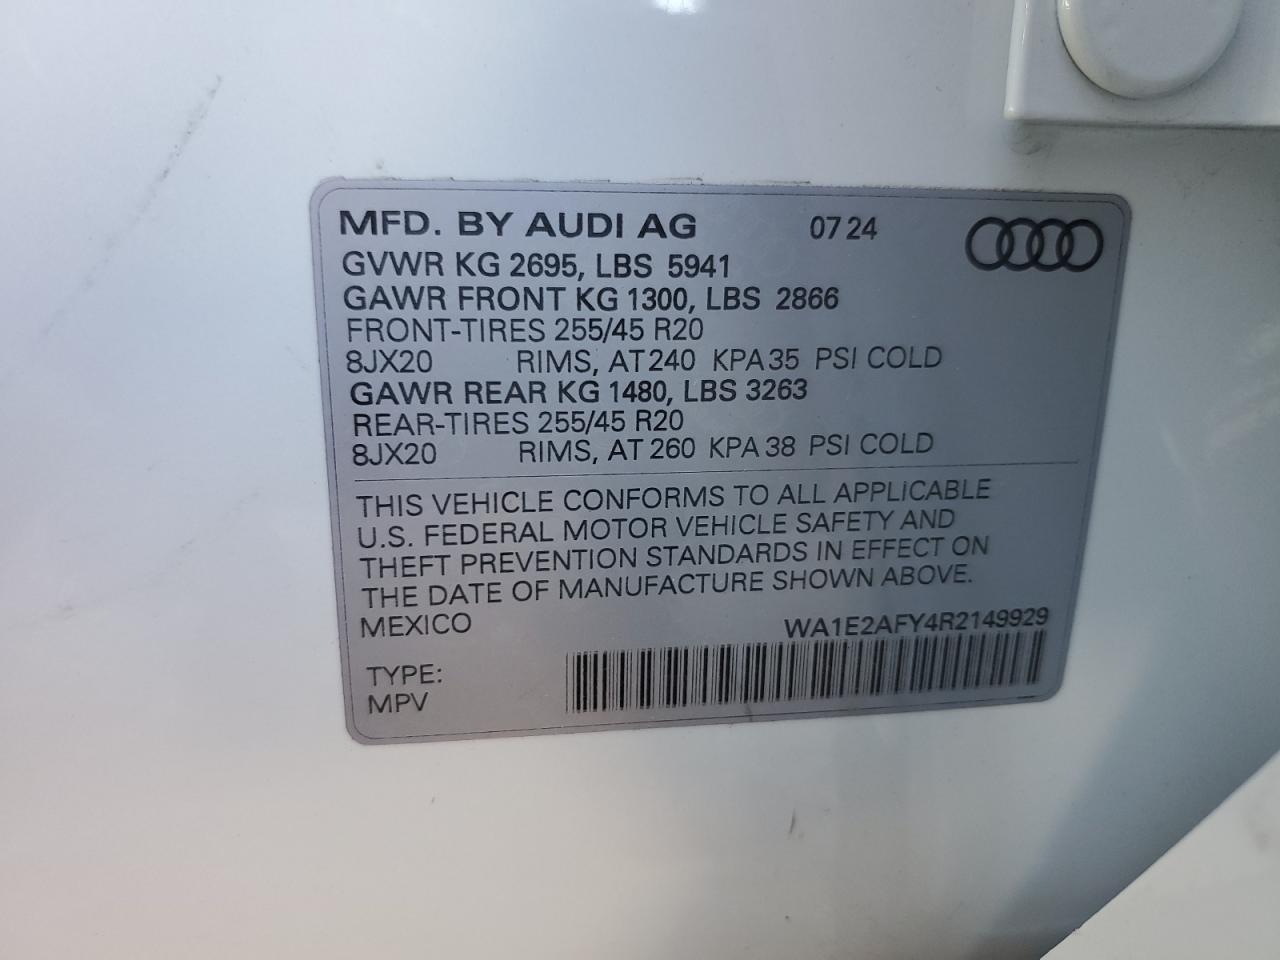 MFD. BY AUDI AG 07 24
GVWR KG 2695, LBS 5941
GAWR FRONT KG 1300, LBS 2866
FRONT-TIRES 255/45 R20
8JX20 RIMS, AT 240 KPA 35 PSI COLD
GAWR REAR KG 1480, LBS 3263
REAR-TIRES 255/45 R20
8JX20 RIMS, AT 260 KPA 38 PSI COLD
THIS VEHICLE CONFORMS TO ALL APPLICABLE
U.S. FEDERAL MOTOR VEHICLE SAFETY AND
THEFT PREVENTION STANDARDS IN EFFECT ON
THE DATE OF MANUFACTURE SHOWN ABOVE.
MEXICO WA1E2AFY4R2149929
TYPE:
MPV